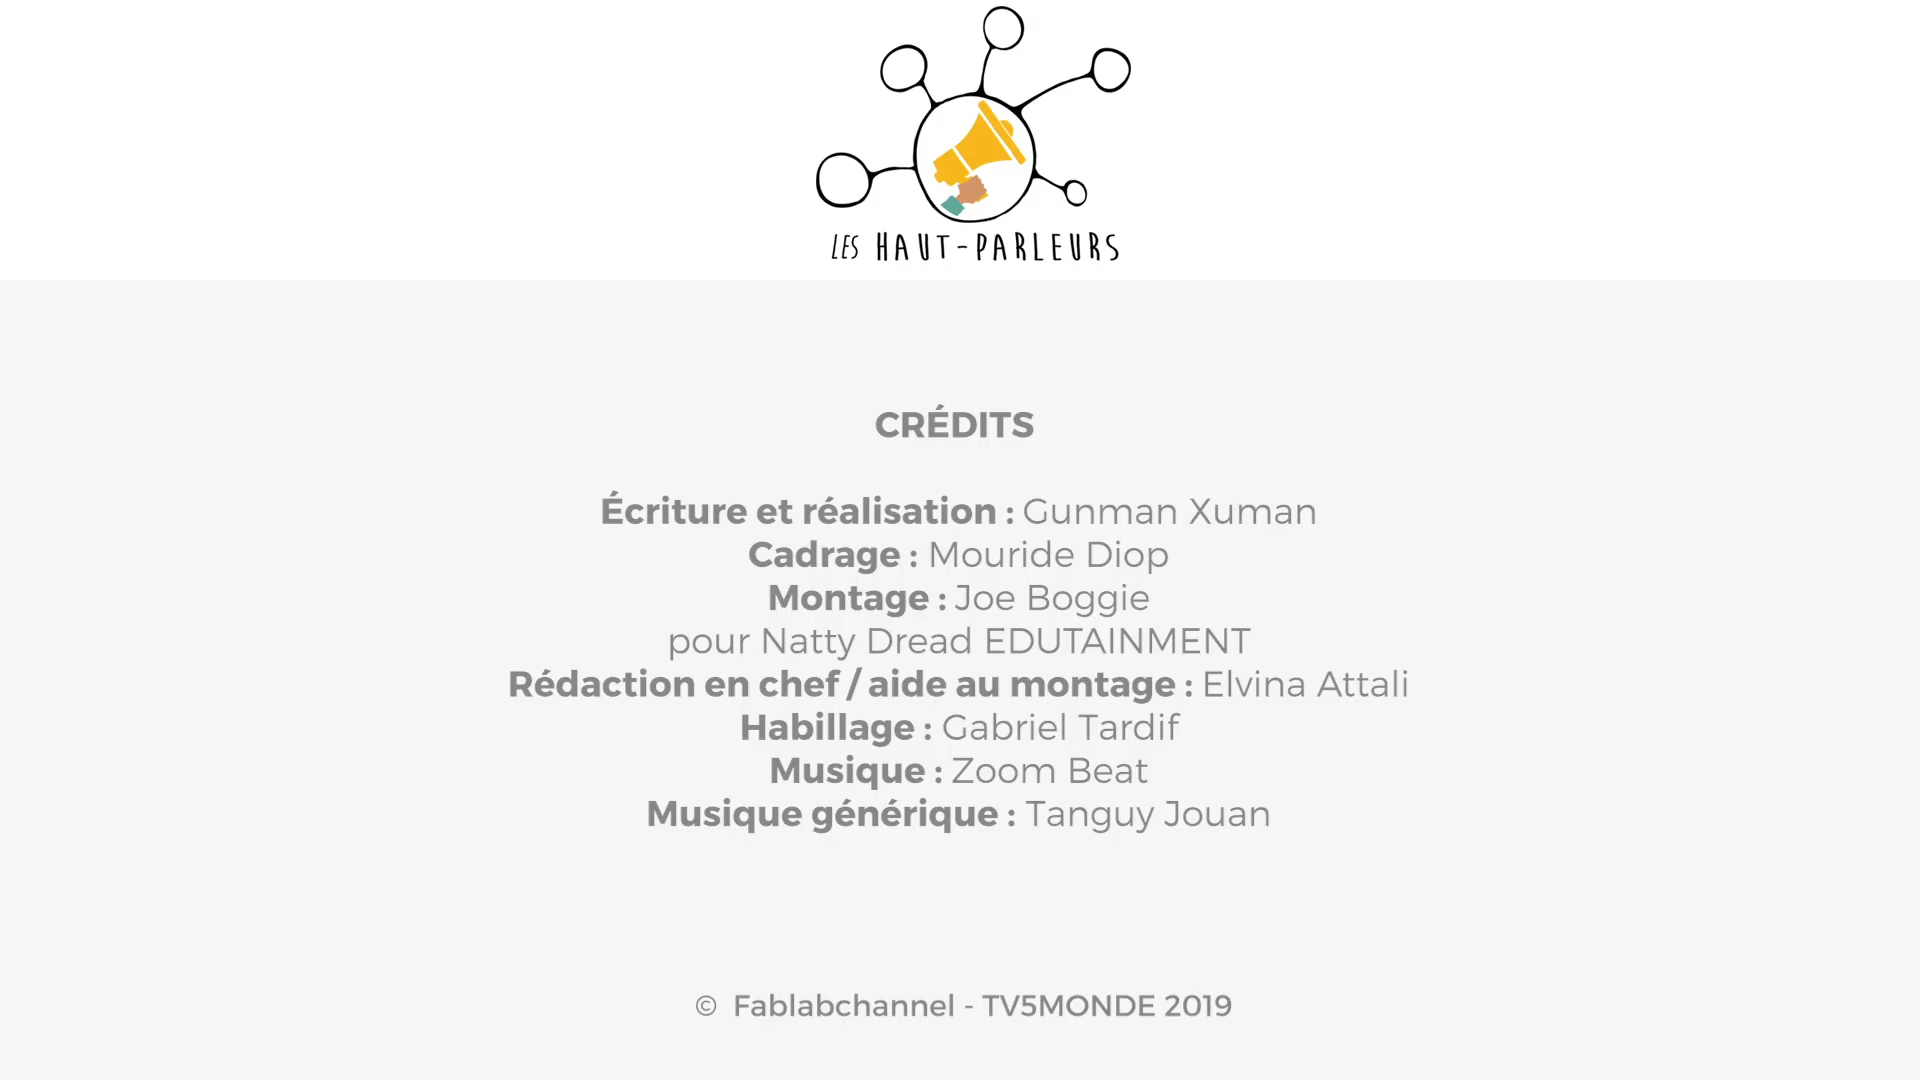 LES HAUT-PARLEURS
CRÉDITS
Écriture et réalisation : Gunman Xuman
Cadrage : Mouride Diop
Montage : Joe Boggie
pour Natty Dread EDUTAINMENT
Rédaction en chef / aide au montage : Elvina Attali
Habillage : Gabriel Tardif
Musique : Zoom Beat
Musique générique : Tanguy Jouan
© Fablabchannel - TV5MONDE 2019